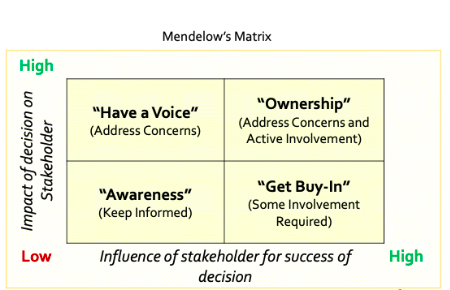 Mendelow's Matrix
High
Impact of decision on
Stakeholder
"Have a Voice"
(Address Concerns)
"Ownership"
(Address Concerns and
Active Involvement)
"Awareness"
(Keep Informed)
"Get Buy-In"
(Some Involvement
Required)
Low
Influence of stakeholder for success of
decision
High